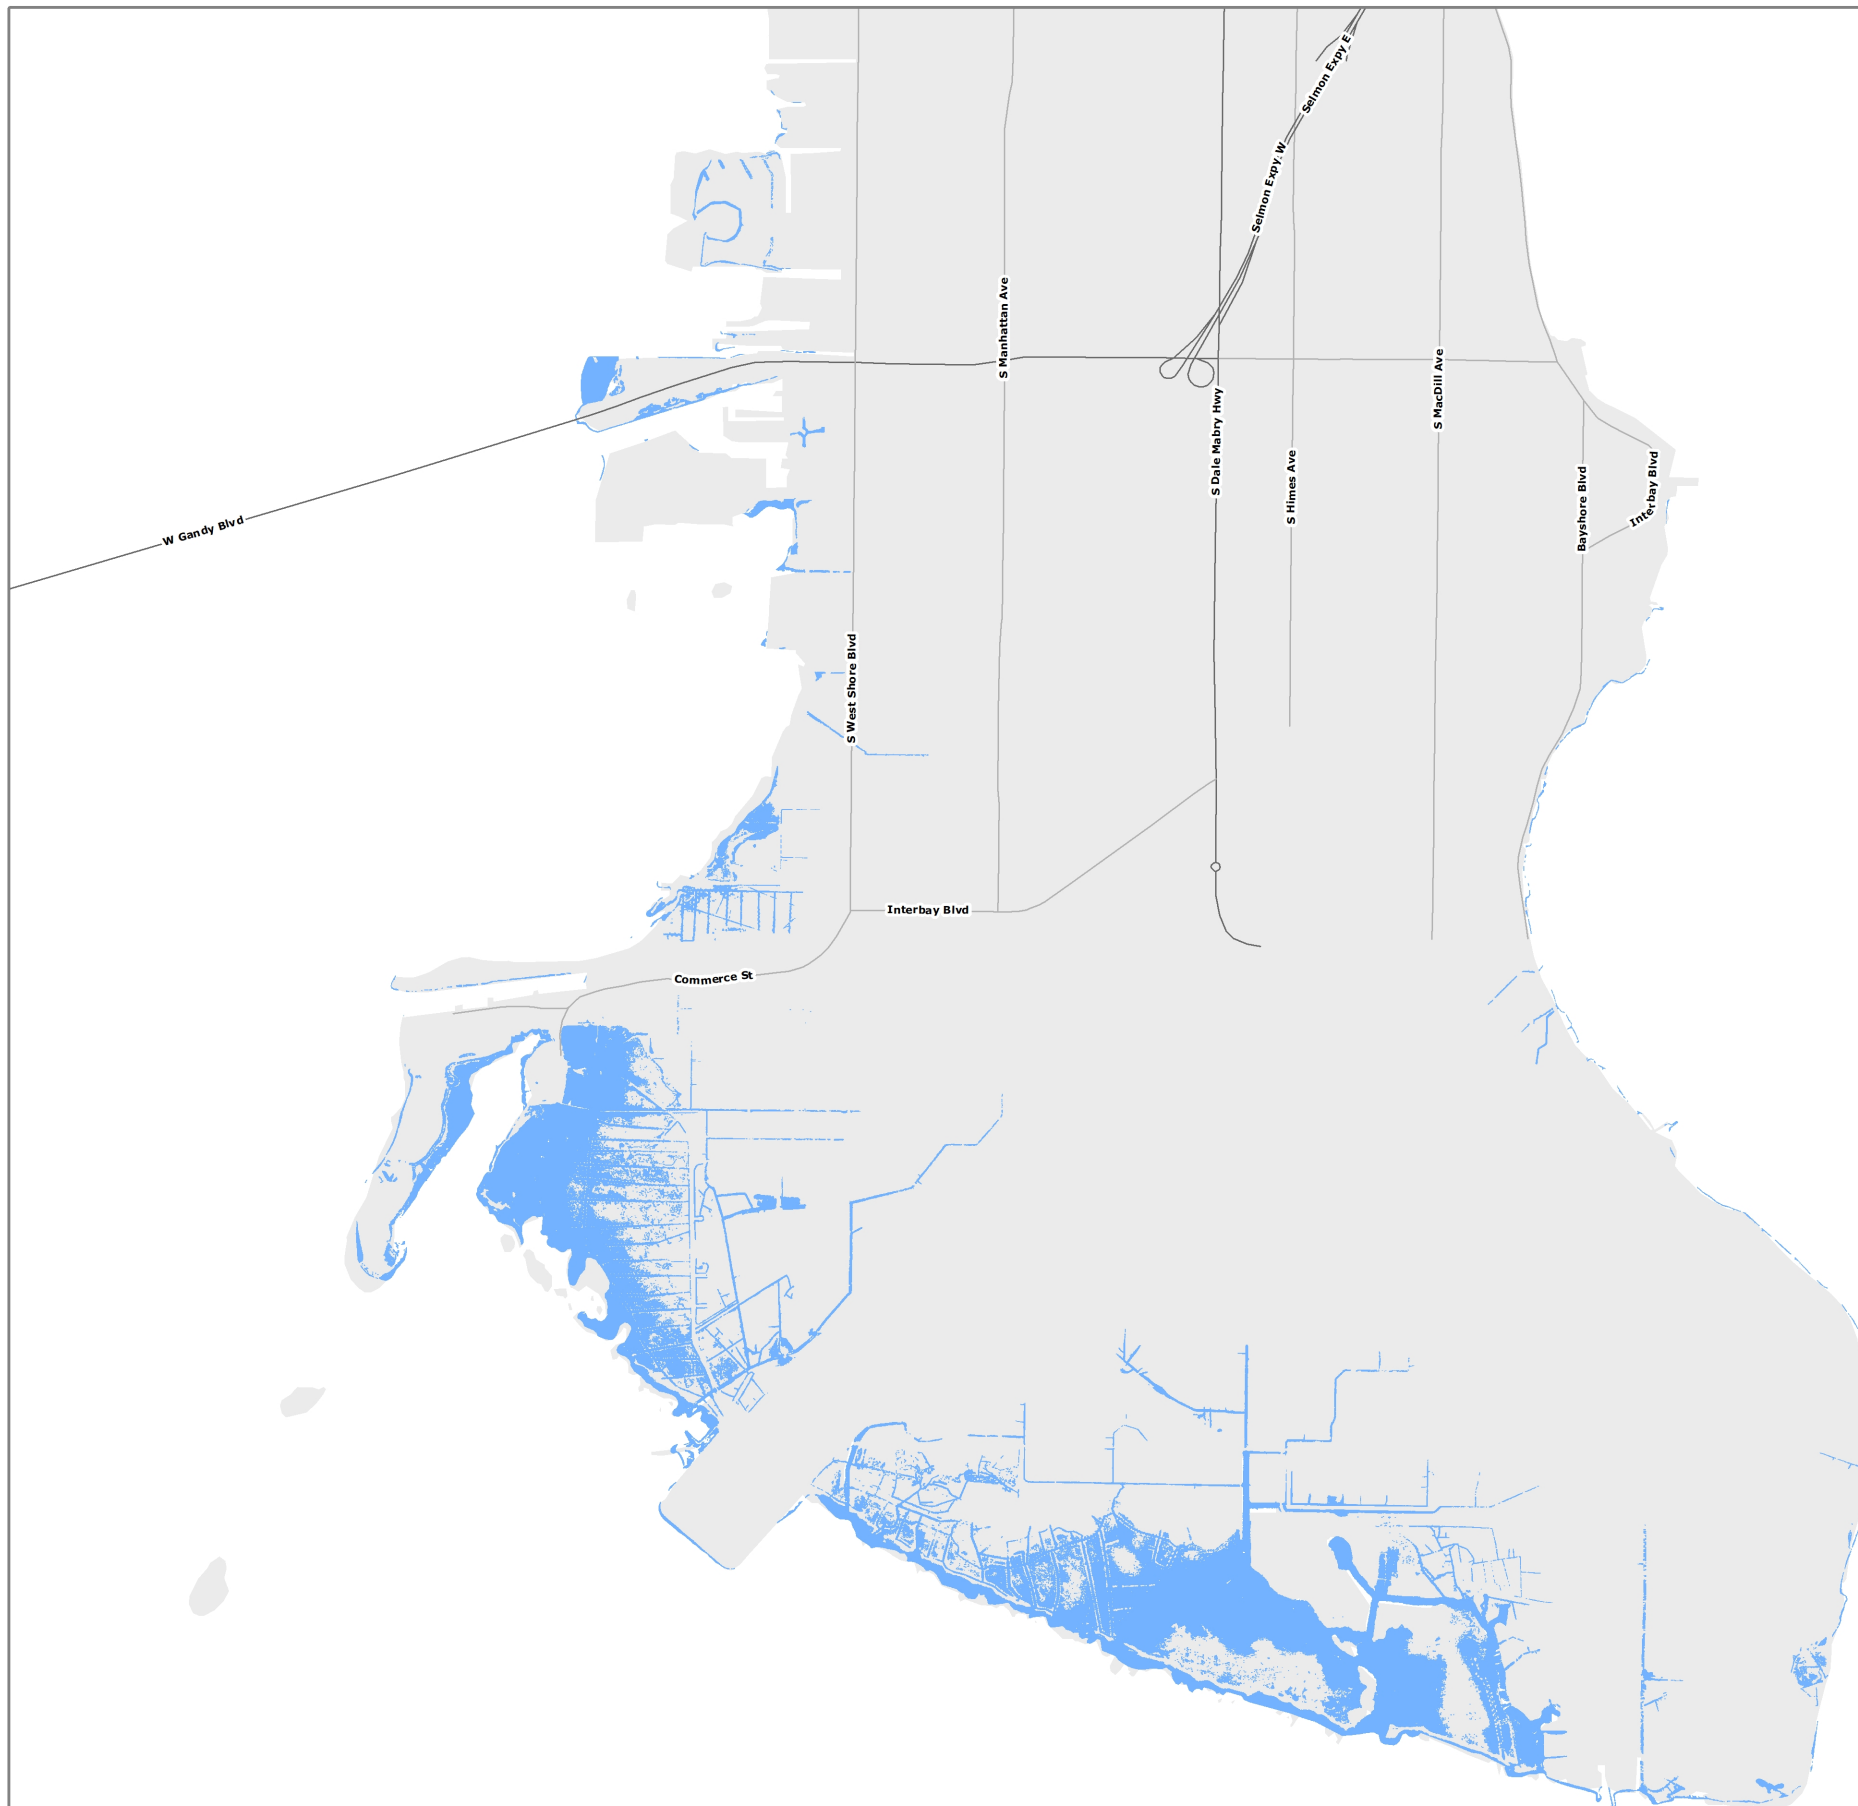 Selmon Expy E
Selmon Expy W
S Manhattan Ave
S MacDill Ave
S Dale Mabry Hwy
S Himes Ave
Bayshore Blvd
Interbay Blvd
W Gandy Blvd
S West Shore Blvd
Interbay Blvd
Commerce St